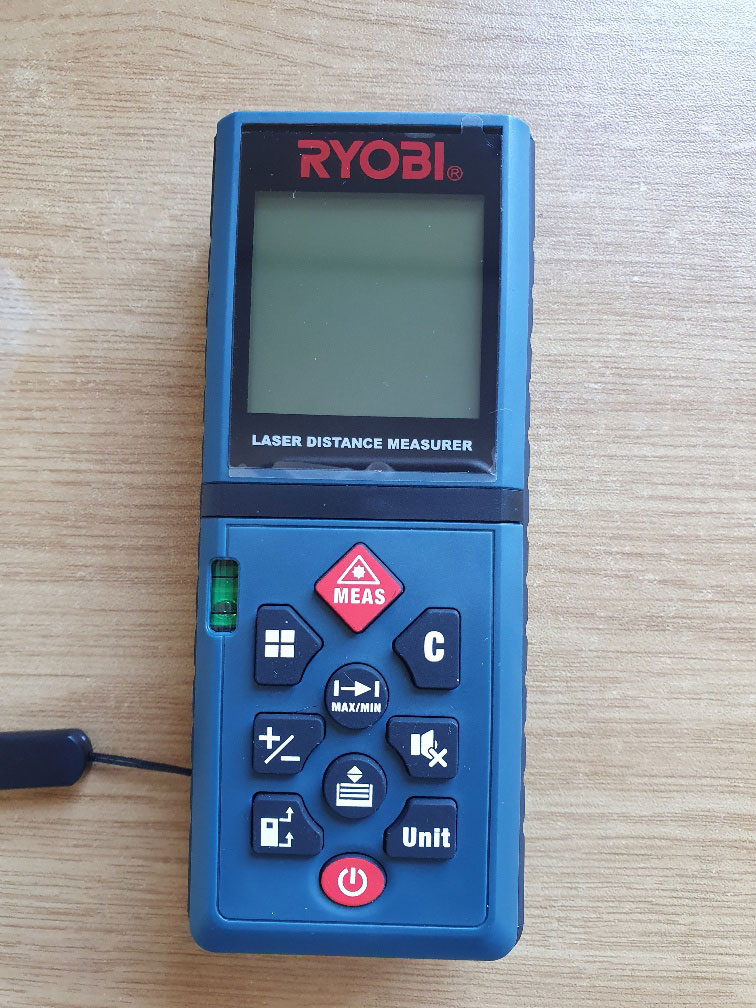 RYOBI®
LASER DISTANCE MEASURER
MEAS
C
MAX/MIN
+/-
Unit